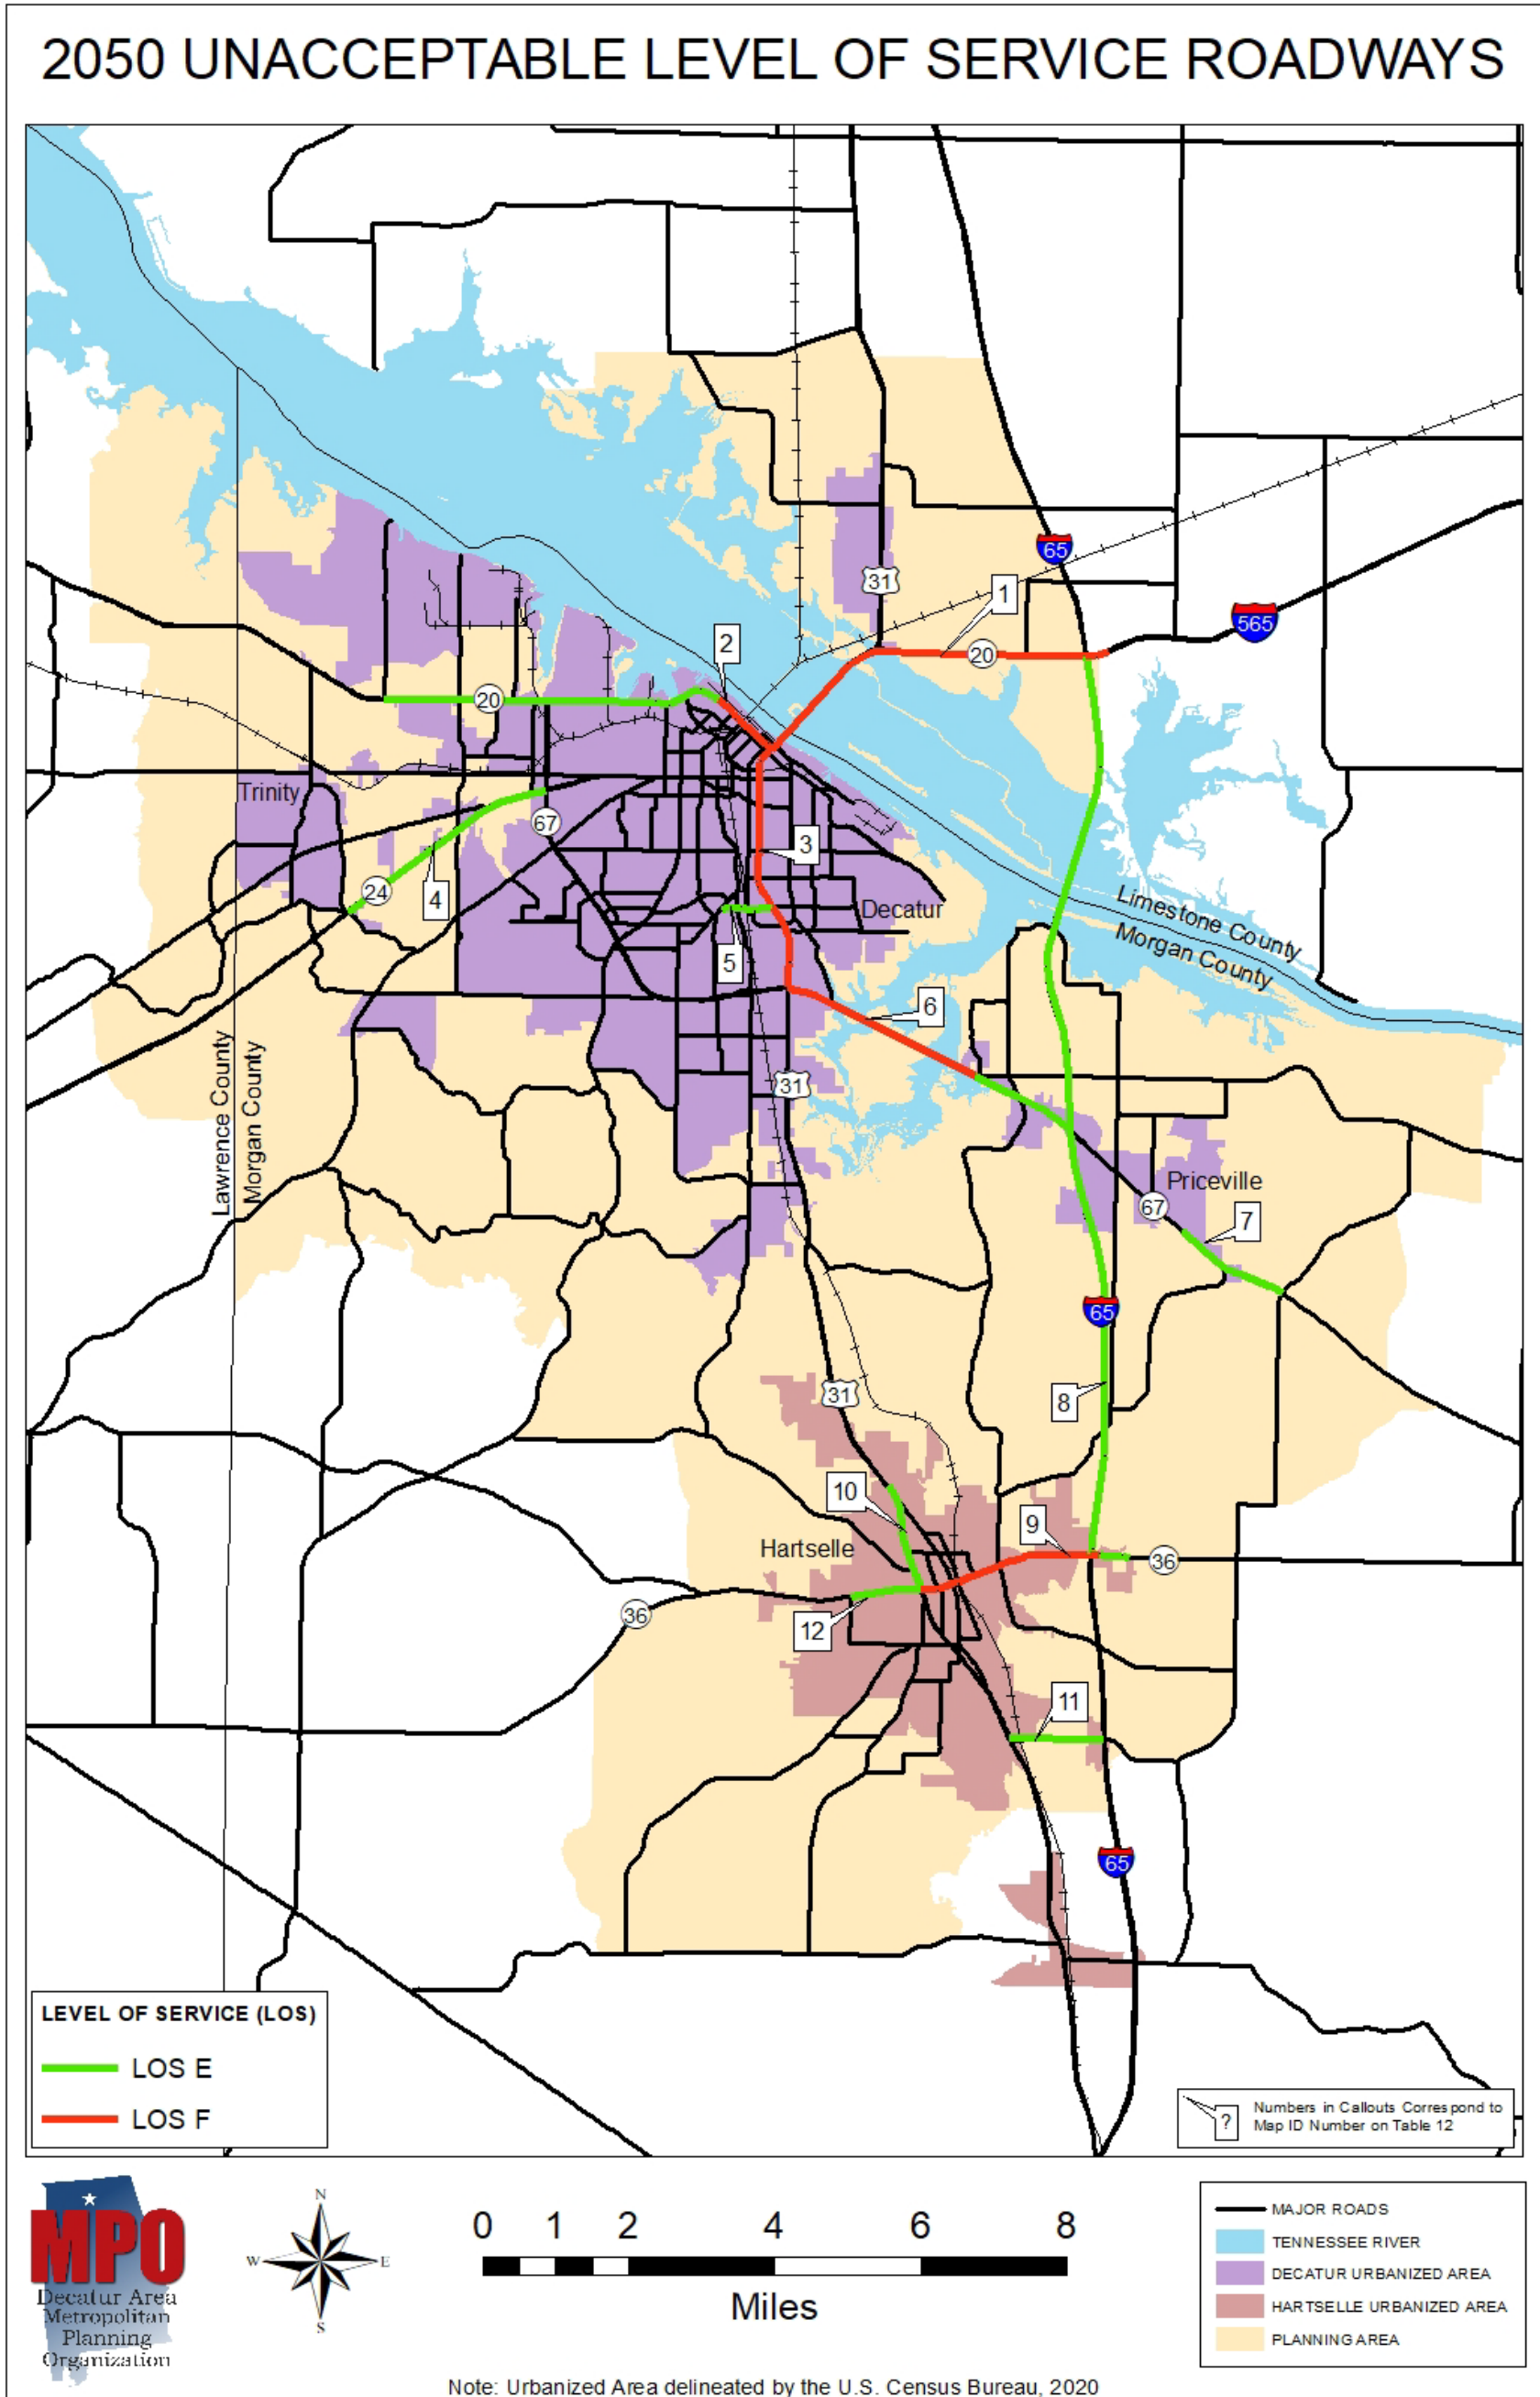 2050 UNACCEPTABLE LEVEL OF SERVICE ROADWAYS
65
31
1
565
20
2
20
Trinity
67
3
24
4
Decatur
Limestone County
Morgan County
5
6
31
Lawrence County
Morgan County
Priceville
67
7
65
31
8
10
9
Hartselle
36
36
12
11
65
LEVEL OF SERVICE (LOS)
LOS E
LOS F
?
Numbers in Callouts Correspond to
Map ID Number on Table 12
MPO
Decatur Area
Metropolitan
Planning
Organization
N
W E
S
0 1 2 4 6 8
Miles
MAJOR ROADS
TENNESSEE RIVER
DECATUR URBANIZED AREA
HARTSELLE URBANIZED AREA
PLANNING AREA
Note: Urbanized Area delineated by the U.S. Census Bureau, 2020